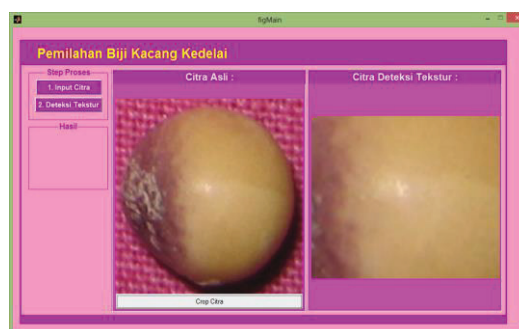 figMain
Pemilahan Biji Kacang Kedelai
Step Proses
1. Input Citra
2. Deteksi Tekstur
Hasil
Citra Asli :
Crop Citra
Citra Deteksi Tekstur :